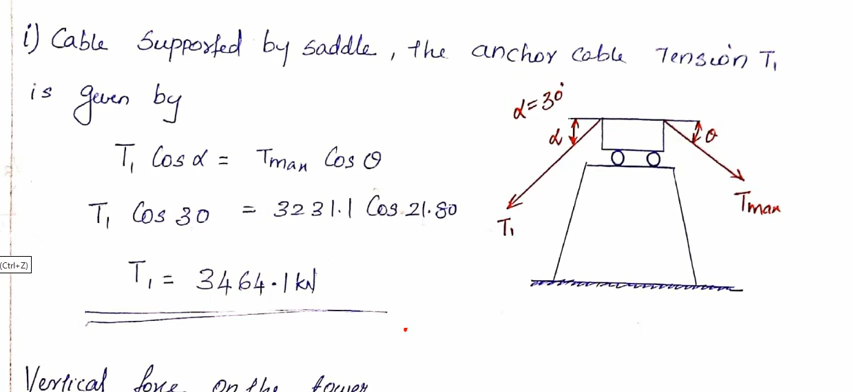 i) Cable Supported by saddle, the anchor cable Tension T₁
is given by
α=30°
α
θ
T₁ Cos α = Tmax Cos θ
T₁ Cos 30 = 3231.1 Cos 21.80
Tmax
T₁
(Ctrl+Z)
T₁ = 3464.1 kN
Vertical force on the tower